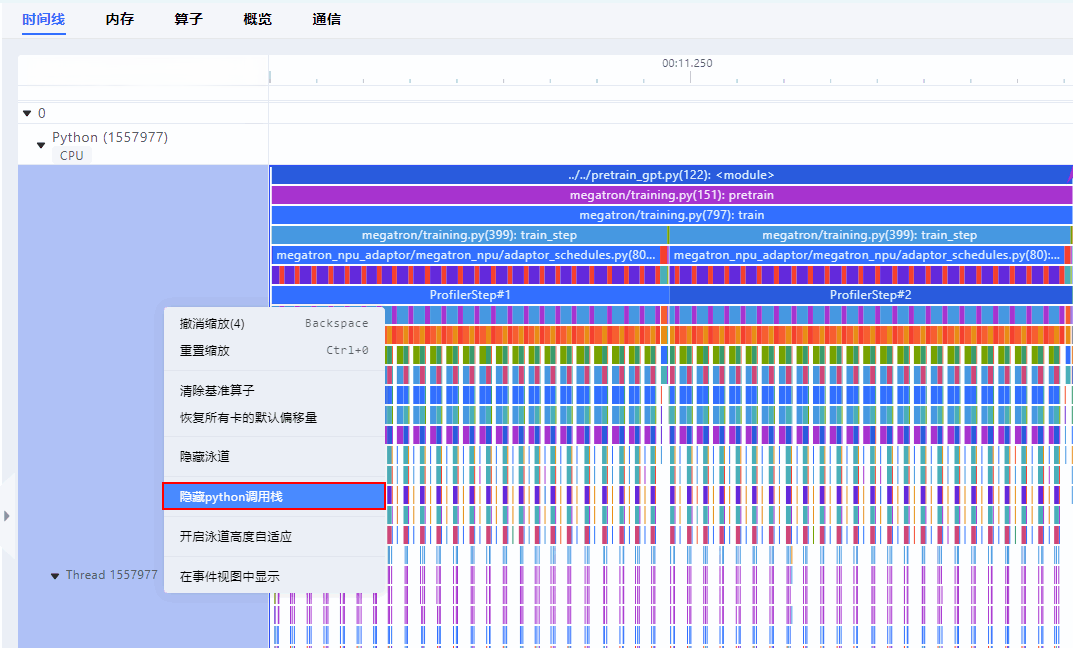 时间线 内存 算子 概览 通信
00:11.250
0
Python (1557977)
CPU
../../pretrain_gpt.py(122): <module>
megatron/training.py(151): pretrain
megatron/training.py(797): train
megatron/training.py(399): train_step megatron/training.py(399): train_step
megatron_npu_adaptor/megatron_npu/adaptor_schedules.py(80... megatron_npu_adaptor/megatron_npu/adaptor_schedules.py(80):...
ProfilerStep#1 ProfilerStep#2
撤消缩放(4) Backspace
重置缩放 Ctrl+0
清除基准算子
恢复所有卡的默认偏移量
隐藏泳道
隐藏python调用栈
开启泳道高度自适应
Thread 1557977
在事件视图中显示